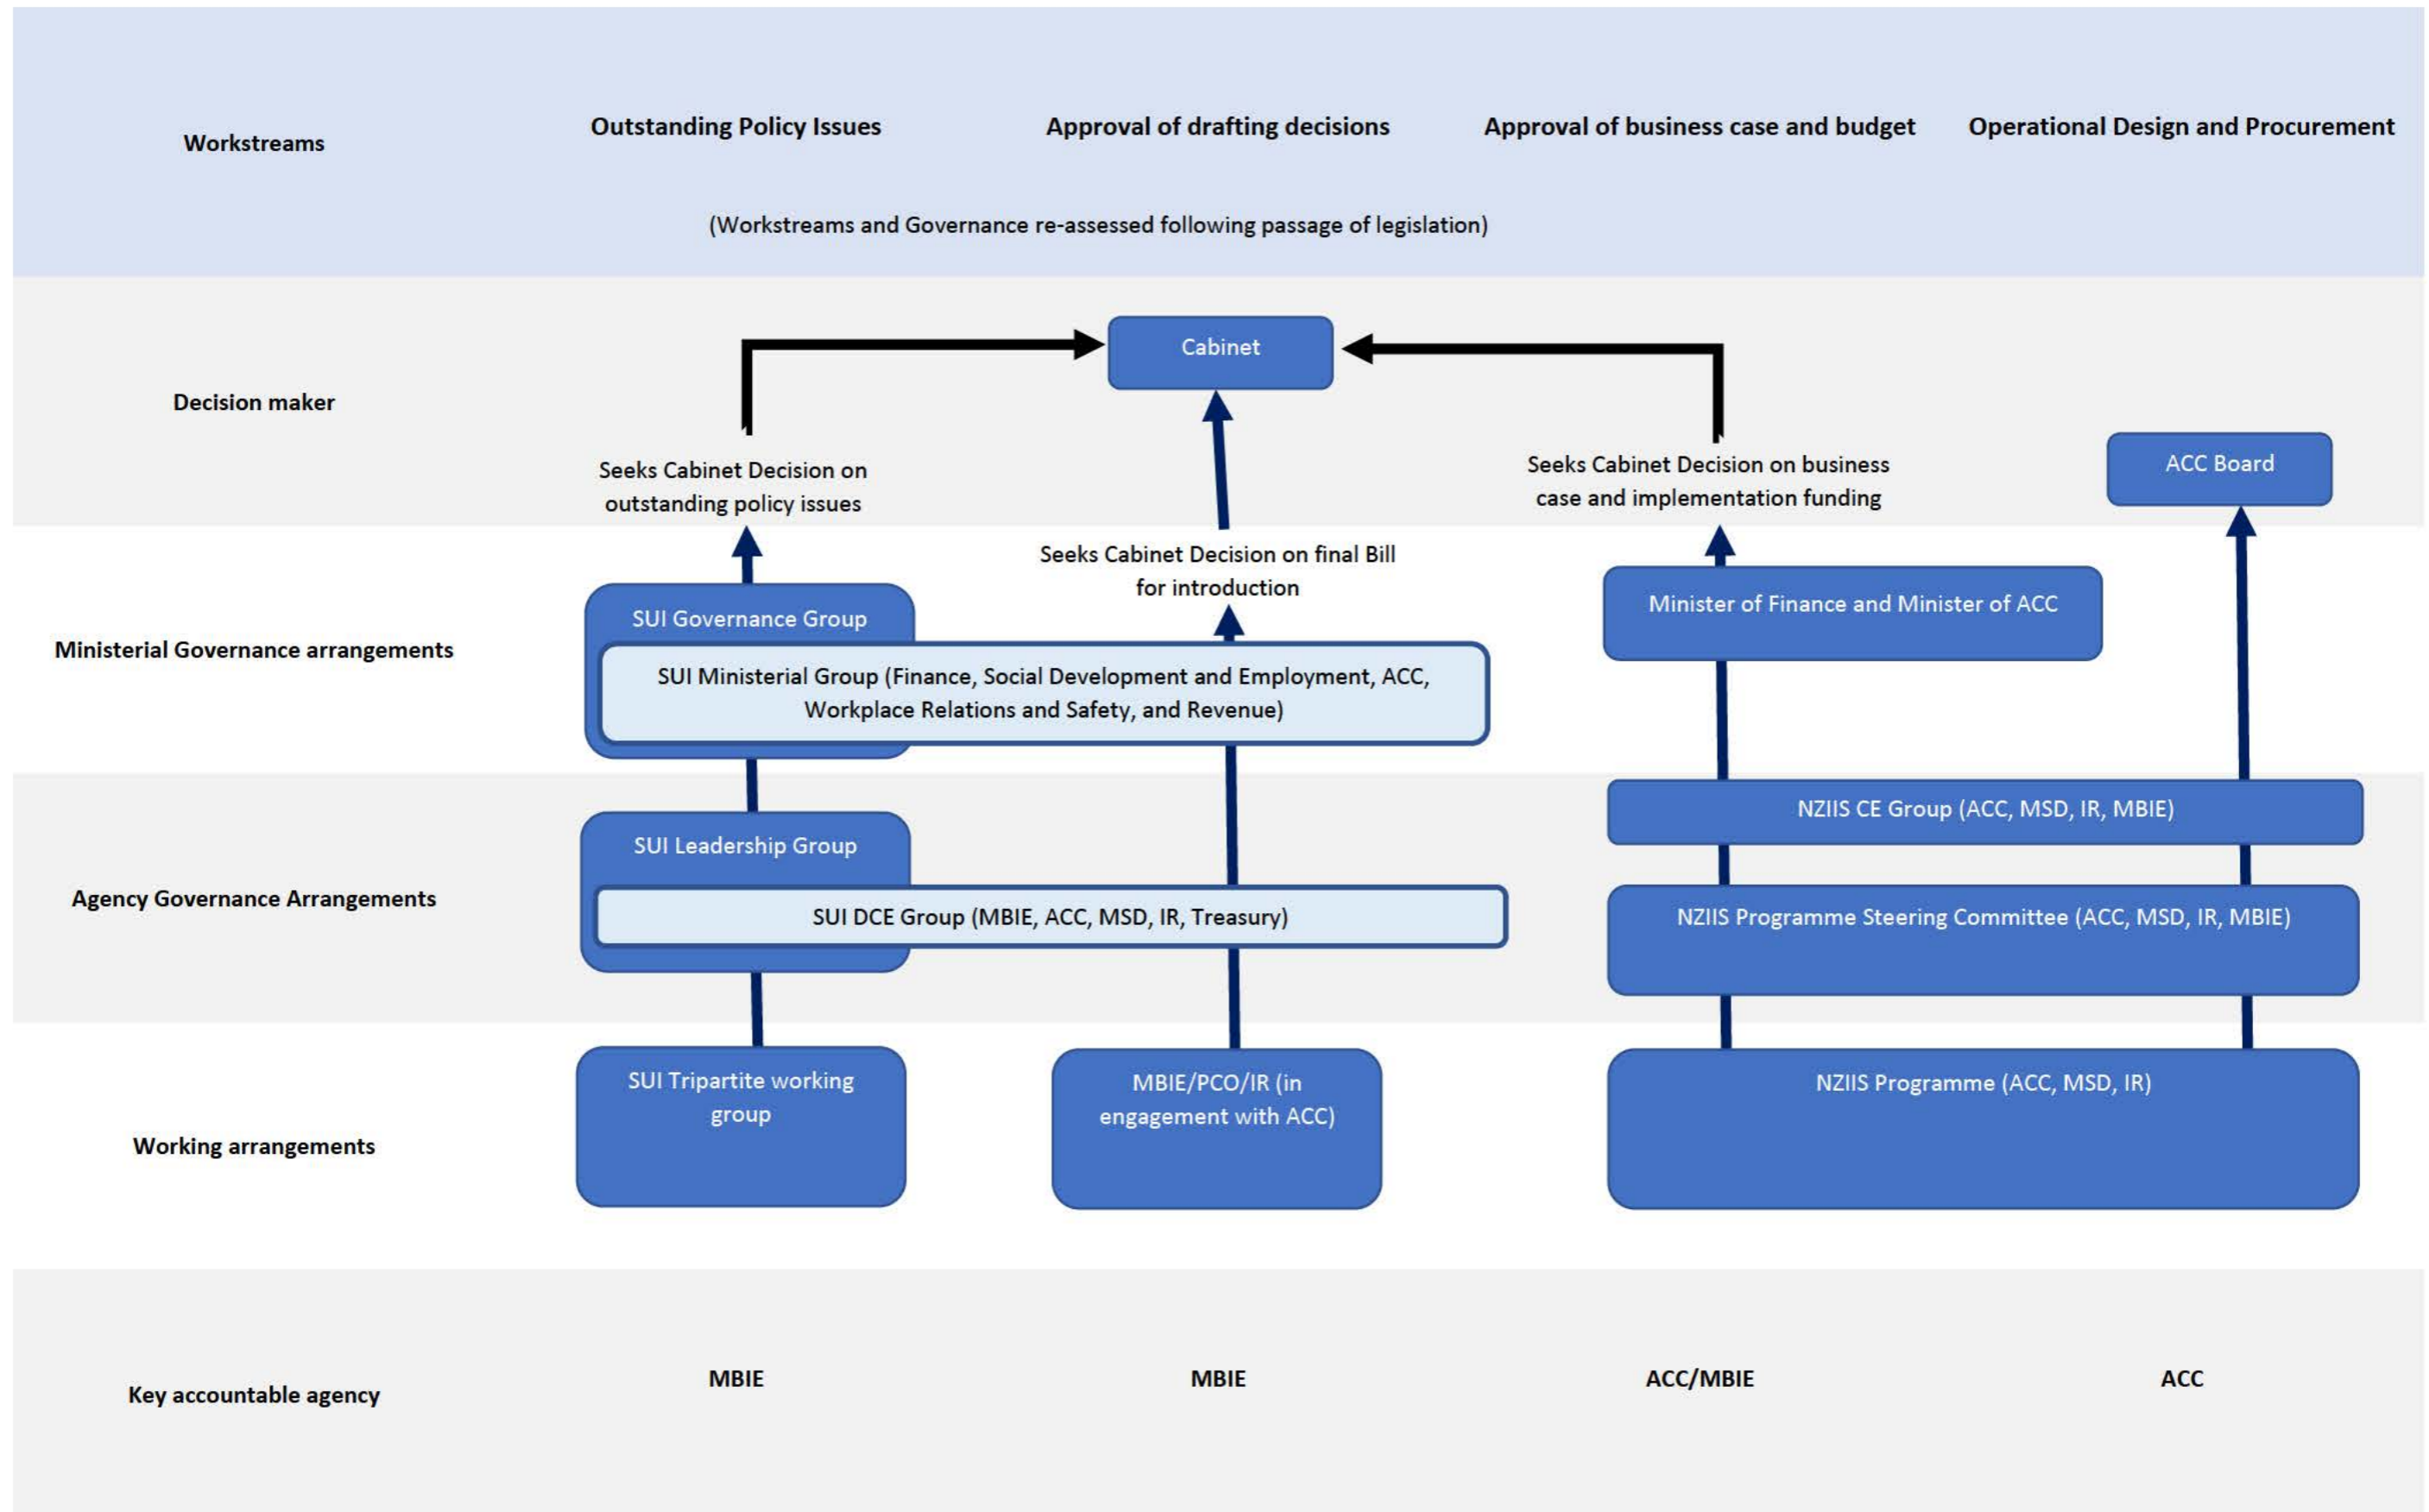 Workstreams
Outstanding Policy Issues
Approval of drafting decisions
Approval of business case and budget
Operational Design and Procurement
(Workstreams and Governance re-assessed following passage of legislation)
Decision maker
Cabinet
Seeks Cabinet Decision on
outstanding policy issues
Seeks Cabinet Decision on business
case and implementation funding
ACC Board
Ministerial Governance arrangements
Seeks Cabinet Decision on final Bill
for introduction
SUI Governance Group
Minister of Finance and Minister of ACC
SUI Ministerial Group (Finance, Social Development and Employment, ACC,
Workplace Relations and Safety, and Revenue)
Agency Governance Arrangements
SUI Leadership Group
NZIIS CE Group (ACC, MSD, IR, MBIE)
SUI DCE Group (MBIE, ACC, MSD, IR, Treasury)
NZIIS Programme Steering Committee (ACC, MSD, IR, MBIE)
Working arrangements
SUI Tripartite working
group
MBIE/PCO/IR (in
engagement with ACC)
NZIIS Programme (ACC, MSD, IR)
Key accountable agency
MBIE
MBIE
ACC/MBIE
ACC